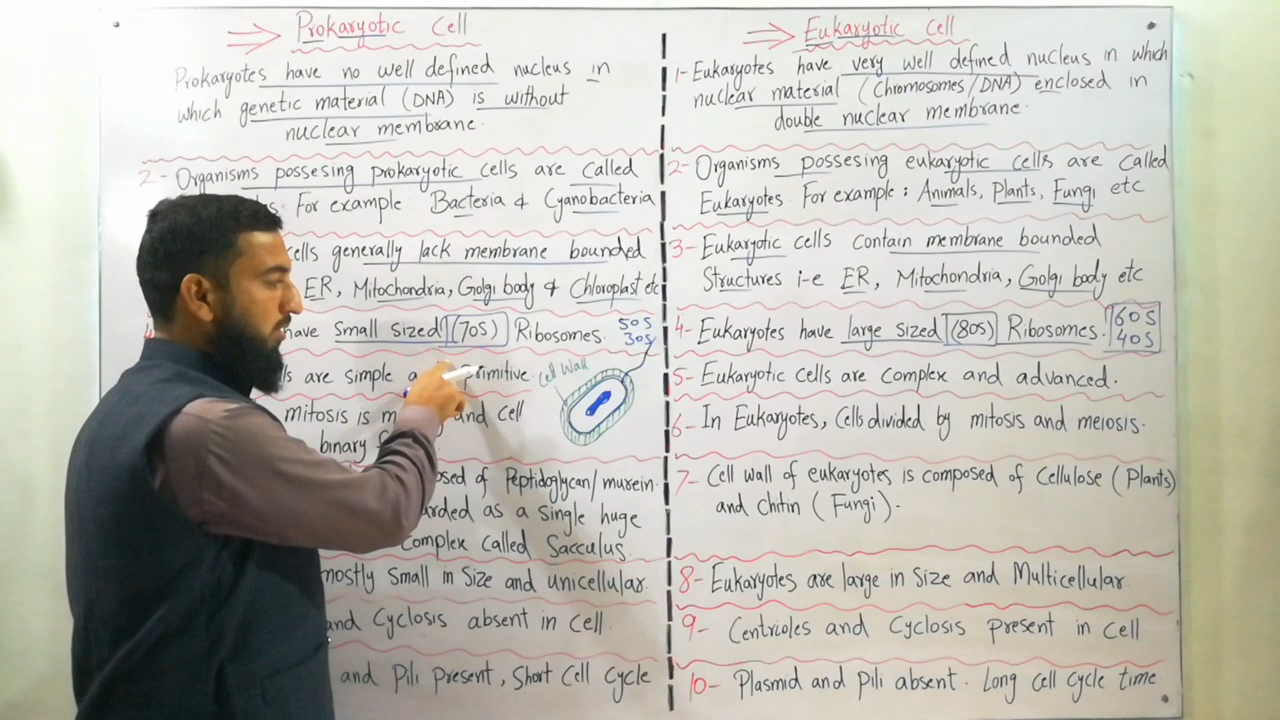 Prokaryotic Cell
Prokaryotes have no well defined nucleus in
which genetic material (DNA) is without
nuclear membrane.
2- Organisms possesing prokaryotic cells are called
For example: Bacteria & Cyanobacteria
cells generally lack membrane bounded
ER, Mitochondria, Golgi body & Chloroplast etc
have Small sized (70S) Ribosomes. 50S
30S
are simple primitive.
Cell Wall
mitosis is and cell
binary
of Peptidoglycan/murein.
as a single huge
Complex called Sacculus.
mostly Small in Size and unicellular.
and Cyclosis absent in cell.
and Pili present, Short Cell Cycle
Eukaryotic Cell
1- Eukaryotes have very well defined nucleus in which
nuclear material (Chromosomes/DNA) enclosed in
double nuclear membrane.
2- Organisms possesing eukaryotic cells are called
Eukaryotes. For example: Animals, Plants, Fungi etc
3- Eukaryotic cells contain membrane bounded
Structures i-e ER, Mitochondria, Golgi body etc
4- Eukaryotes have large sized (80S) Ribosomes. 60S
40S
5- Eukaryotic cells are complex and advanced.
6- In Eukaryotes, Cells divided by mitosis and meiosis.
7- Cell wall of eukaryotes is composed of Cellulose (Plants)
and chitin (Fungi).
8- Eukaryotes are large in Size and Multicellular.
9- Centrioles and Cyclosis present in Cell
10- Plasmid and pili absent. Long cell cycle time